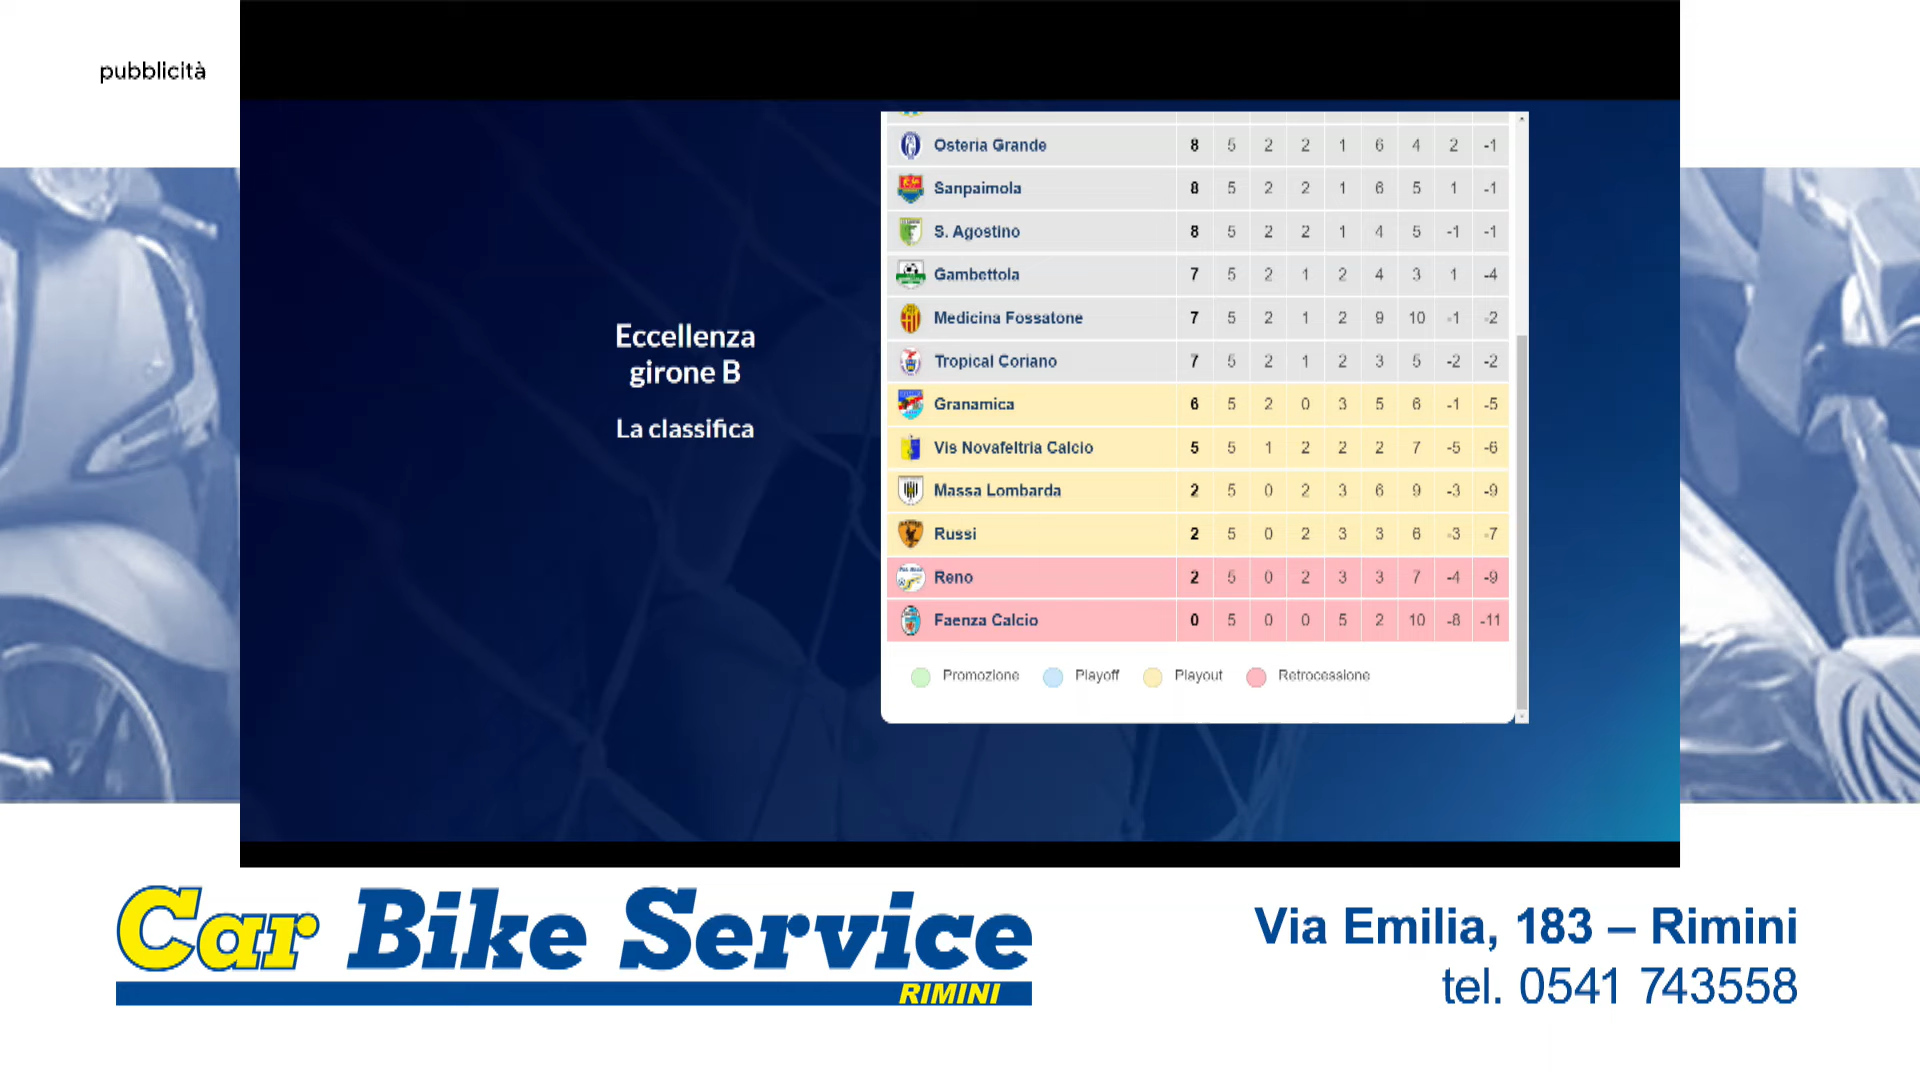 pubblicità
Osteria Grande 8 5 2 2 1 6 4 2 -1
Sanpaimola 8 5 2 2 1 6 5 1 -1
S. Agostino 8 5 2 2 1 4 5 -1 -1
Gambettola 7 5 2 1 2 4 3 1 -4
Medicina Fossatone 7 5 2 1 2 9 10 -1 -2
Tropical Coriano 7 5 2 1 2 3 5 -2 -2
Granamica 6 5 2 0 3 5 6 -1 -5
Vis Novafeltria Calcio 5 5 1 2 2 2 7 -5 -6
Massa Lombarda 2 5 0 2 3 6 9 -3 -9
Russi 2 5 0 2 3 3 6 -3 -7
Reno 2 5 0 2 3 3 7 -4 -9
Faenza Calcio 0 5 0 0 5 2 10 -8 -11
Promozione Playoff Playout Retrocessione
Eccellenza
girone B
La classifica
Car Bike Service
RIMINI
Via Emilia, 183 – Rimini
tel. 0541 743558